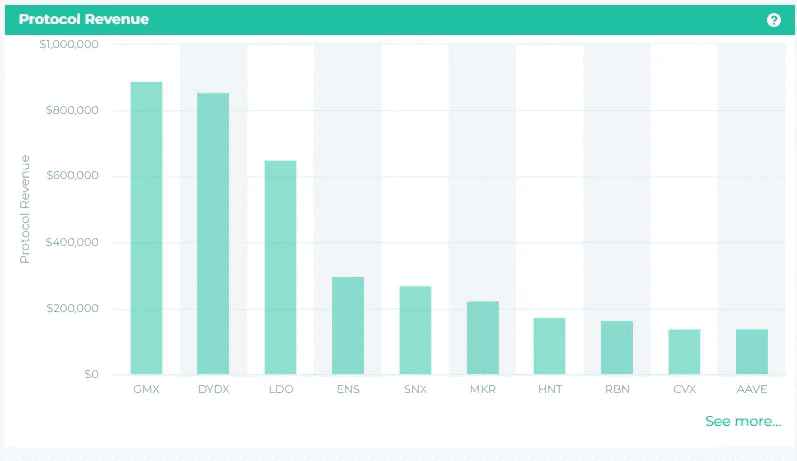 Protocol Revenue
?
$1,000,000
$800,000
$600,000
$400,000
$200,000
$0
Protocol Revenue
GMX DYDX LDO ENS SNX MKR HNT RBN CVX AAVE
See more...